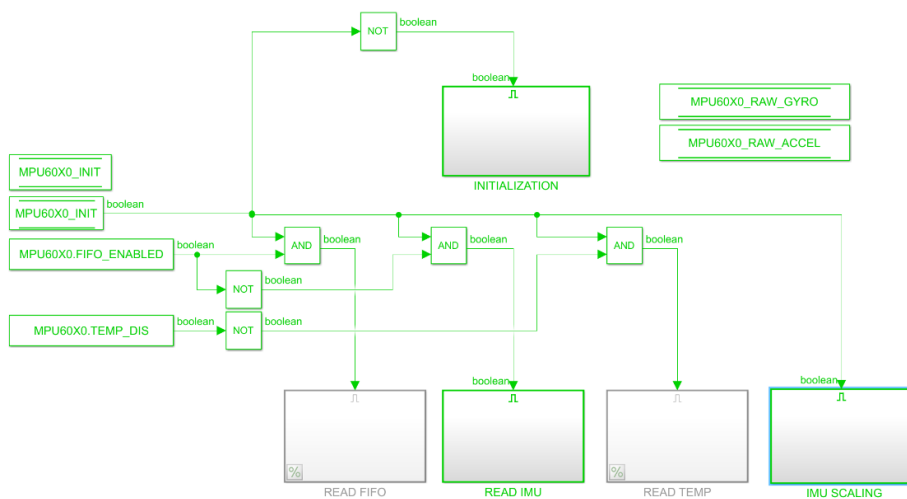 NOT
boolean
boolean
MPU60X0_RAW_GYRO
MPU60X0_RAW_ACCEL
INITIALIZATION
MPU60X0_INIT
MPU60X0_INIT
boolean
MPU60X0.FIFO_ENABLED
boolean
AND
boolean
AND
boolean
AND
boolean
NOT
boolean
MPU60X0.TEMP_DIS
boolean
NOT
boolean
boolean
boolean
%
%
READ FIFO
READ IMU
READ TEMP
IMU SCALING